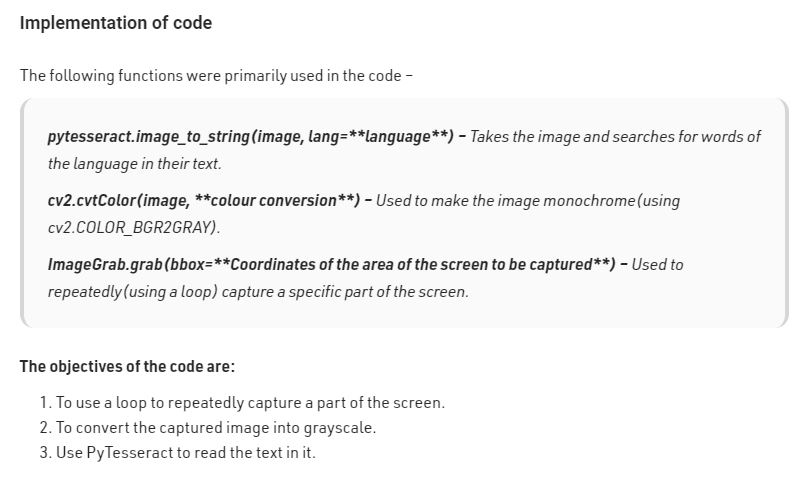 Implementation of code
The following functions were primarily used in the code –
pytesseract.image_to_string(image, lang=**language**) – Takes the image and searches for words of
the language in their text.
cv2.cvtColor(image, **colour conversion**) – Used to make the image monochrome(using
cv2.COLOR_BGR2GRAY).
ImageGrab.grab(bbox=**Coordinates of the area of the screen to be captured**) – Used to
repeatedly(using a loop) capture a specific part of the screen.
The objectives of the code are:
1. To use a loop to repeatedly capture a part of the screen.
2. To convert the captured image into grayscale.
3. Use PyTesseract to read the text in it.